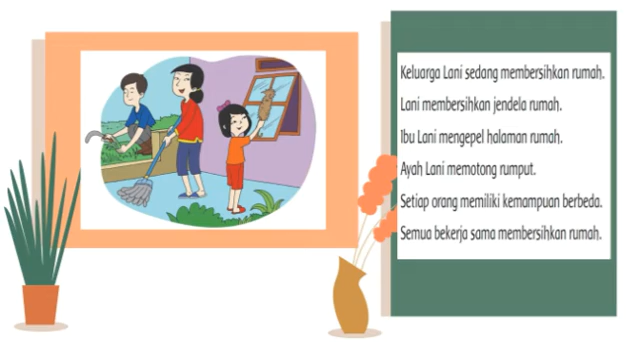 Keluarga Lani sedang membersihkan rumah.
Lani membersihkan jendela rumah.
Ibu Lani mengepel halaman rumah.
Ayah Lani memotong rumput.
Setiap orang memiliki kemampuan berbeda.
Semua bekerja sama membersihkan rumah.